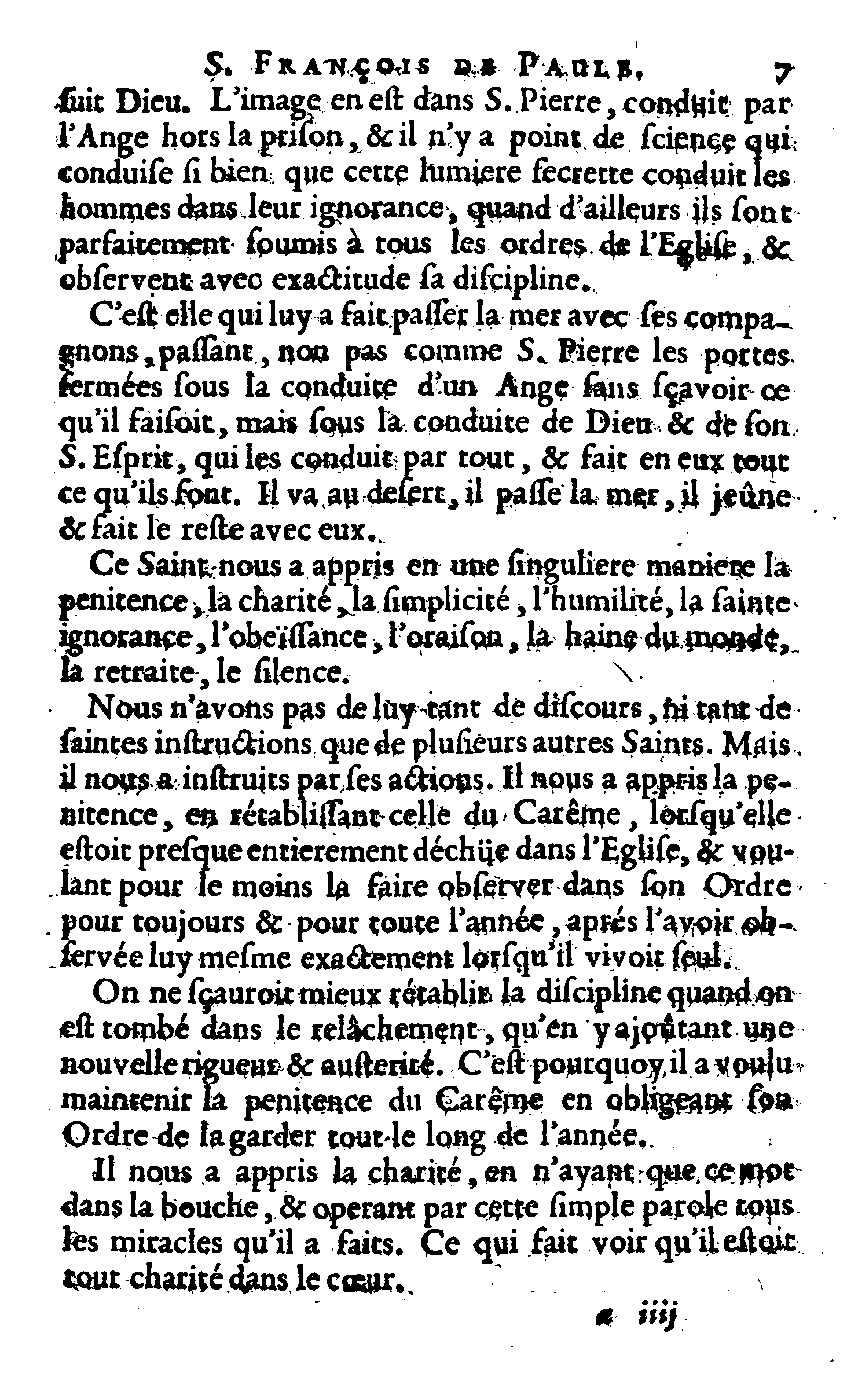 S. FRANÇOIS DE PAULE. 7
ſuit Dieu. L'image en eſt dans S. Pierre, conduit par
l'Ange hors la priſon, & il n'y a point de ſcience qui
conduiſe ſi bien que cette lumiere ſecrette conduit les
hommes dans leur ignorance, quand d'ailleurs ils ſont
parfaitement ſoumis à tous les ordres de l'Egliſe, &
obſervent avec exactitude ſa diſcipline.
C'eſt elle qui luy a fait paſſer la mer avec ſes compa-
gnons, paſſant, non pas comme S. Pierre les portes
fermées ſous la conduite d'un Ange ſans ſçavoir ce
qu'il faiſoit, mais ſous la conduite de Dieu & de ſon
S. Eſprit, qui les conduit par tout, & fait en eux tout
ce qu'ils font. Il va au deſert, il paſſe la mer, il jeûne
& fait le reſte avec eux.
Ce Saint nous a appris en une ſinguliere maniere la
penitence, la charité, la ſimplicité, l'humilité, la ſainte
ignorance, l'obeïſſance, l'oraiſon, la haine du monde,
la retraite, le ſilence.
Nous n'avons pas de luy tant de diſcours, ni tant de
ſaintes inſtructions que de pluſieurs autres Saints. Mais
il nous a inſtruits par ſes actions. Il nous a appris la pe-
nitence, en rétabliſſant celle du Carême, lorſqu'elle
eſtoit preſque entierement déchûe dans l'Egliſe, & vou-
lant pour le moins la faire obſerver dans ſon Ordre
pour toujours & pour toute l'année, aprés l'avoir ob-
ſervée luy meſme exactement lorſqu'il vivoit ſeul.
On ne ſçauroit mieux rétablir la diſcipline quand on
eſt tombé dans le relâchement, qu'en y ajoûtant une
nouvelle rigueur & auſterité. C'eſt pourquoy il a voulu
maintenir la penitence du Carême en obligeant ſon
Ordre de la garder tout le long de l'année.
Il nous a appris la charité, en n'ayant que ce mot
dans la bouche, & operant par cette ſimple parole tous
les miracles qu'il a faits. Ce qui fait voir qu'il eſtoit
tout charité dans le cœur.
a iiij